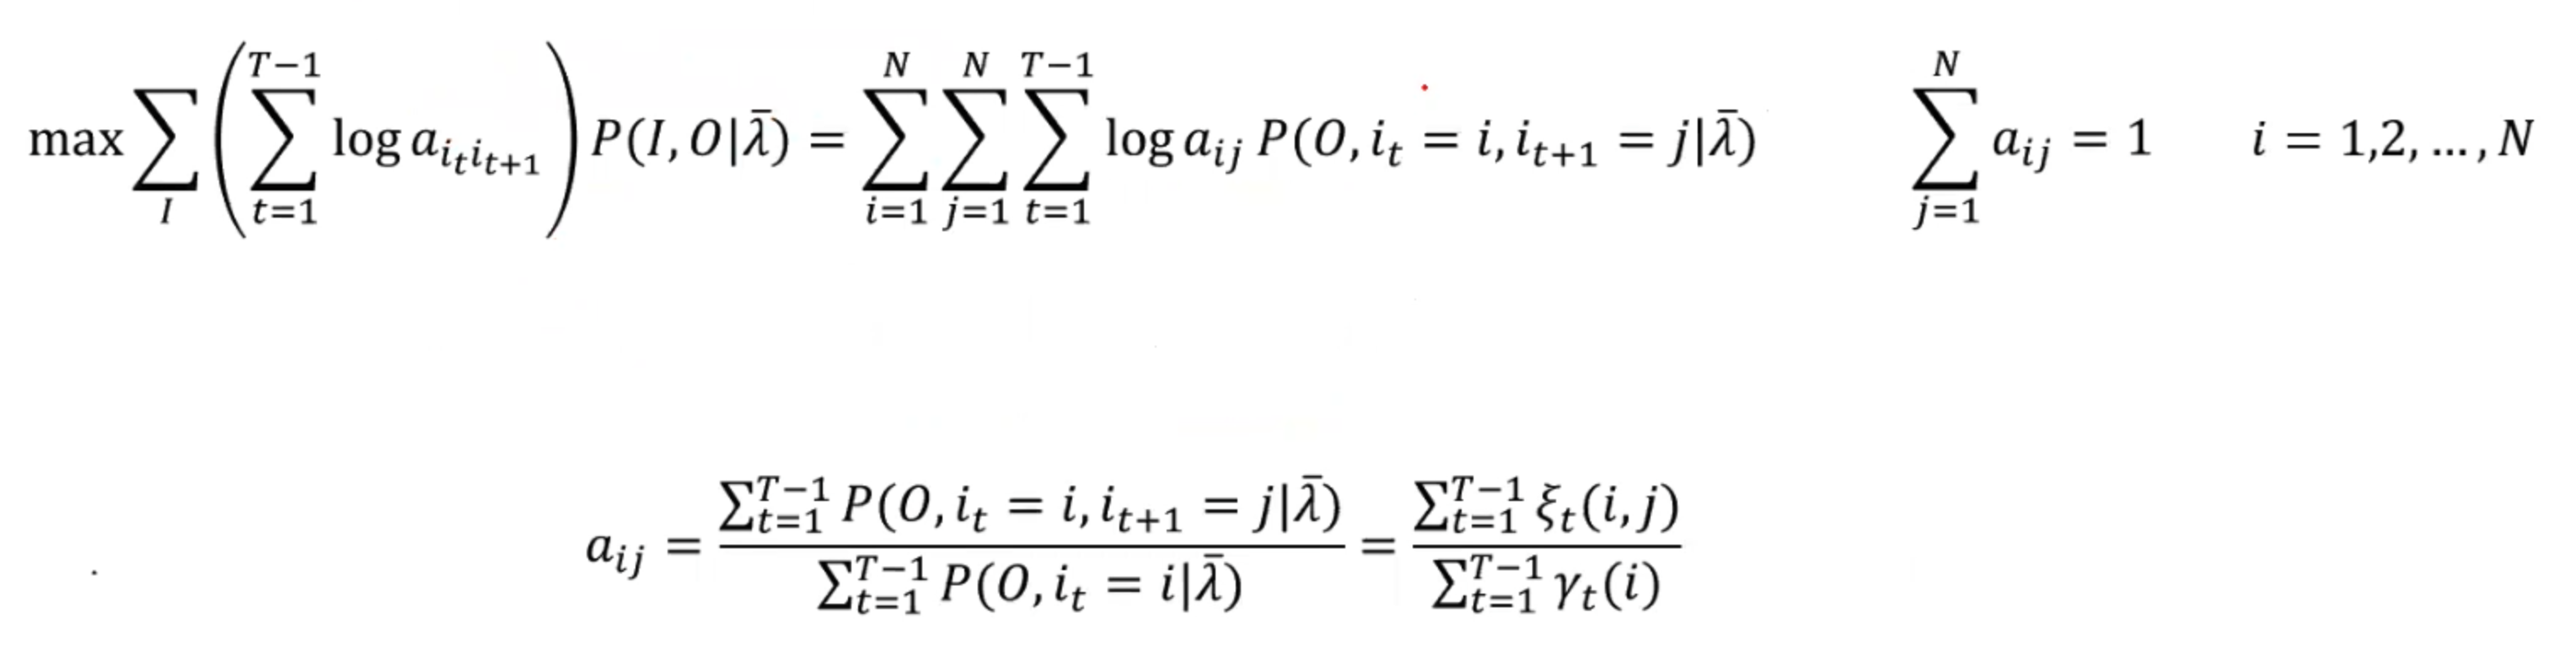 max ∑_I (∑_{t=1}^{T−1} log a_{i_t i_{t+1}}) P(I, O|λ̄) = ∑_{i=1}^{N} ∑_{j=1}^{N} ∑_{t=1}^{T−1} log a_{ij} P(O, i_t = i, i_{t+1} = j|λ̄) ∑_{j=1}^{N} a_{ij} = 1 i = 1,2, … , N
a_{ij} = \frac{∑_{t=1}^{T−1} P(O, i_t = i, i_{t+1} = j|λ̄)}{∑_{t=1}^{T−1} P(O, i_t = i|λ̄)} = \frac{∑_{t=1}^{T−1} ξ_t(i, j)}{∑_{t=1}^{T−1} γ_t(i)}